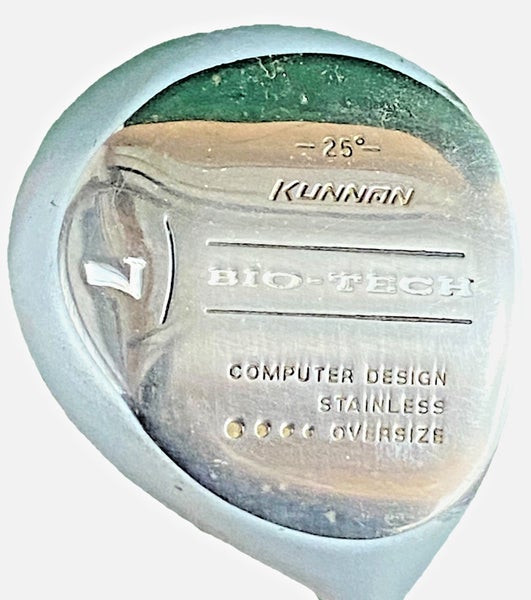 -25°-
KUNNAN
BIO-TECH
7
COMPUTER DESIGN
STAINLESS
OVERSIZE